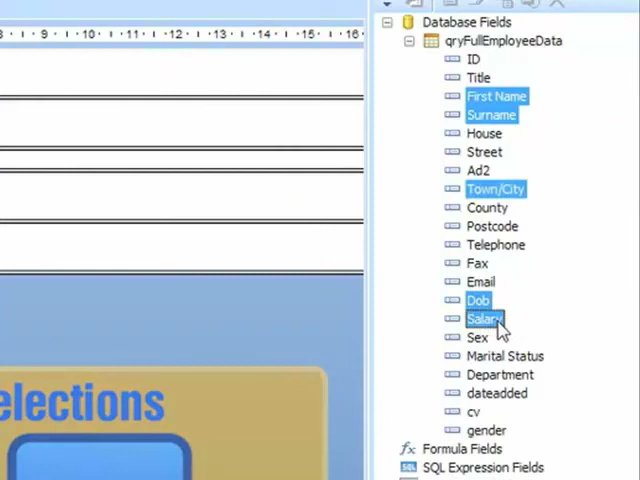 8 · 9 · 10 · 11 · 12 · 13 · 14 · 15 · 16
Database Fields
qryFullEmployeeData
ID
Title
First Name
Surname
House
Street
Ad2
Town/City
County
Postcode
Telephone
Fax
Email
Dob
Salary
Sex
Marital Status
Department
dateadded
cv
gender
Formula Fields
SQL Expression Fields
elections